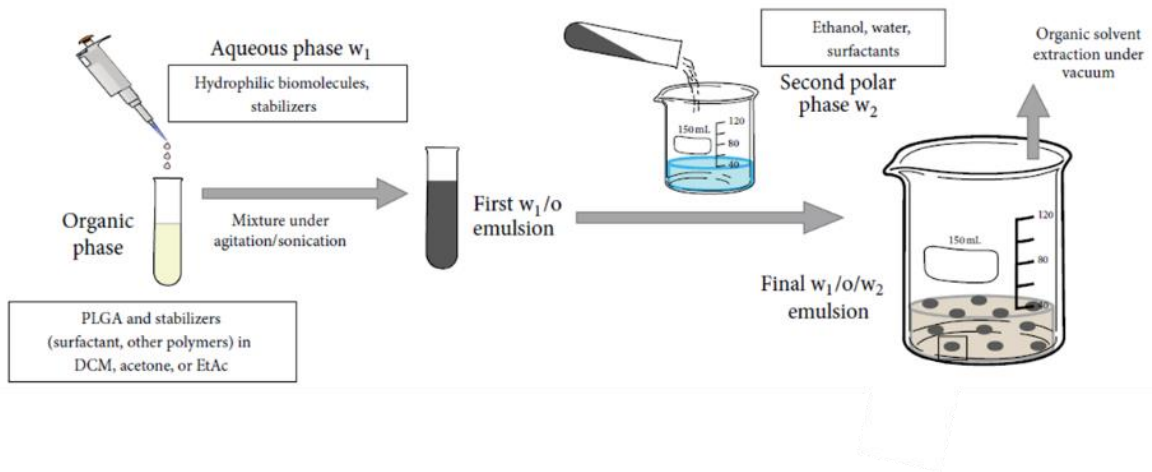 Aqueous phase w₁
Hydrophilic biomolecules,
stabilizers
Organic
phase
Mixture under
agitation/sonication
PLGA and stabilizers
(surfactant, other polymers) in
DCM, acetone, or EtAc
First w₁/o
emulsion
Ethanol, water,
surfactants
Second polar
phase w₂
150 mL
120
80
40
Final w₁/o/w₂
emulsion
Organic solvent
extraction under
vacuum
150 mL
120
80
40